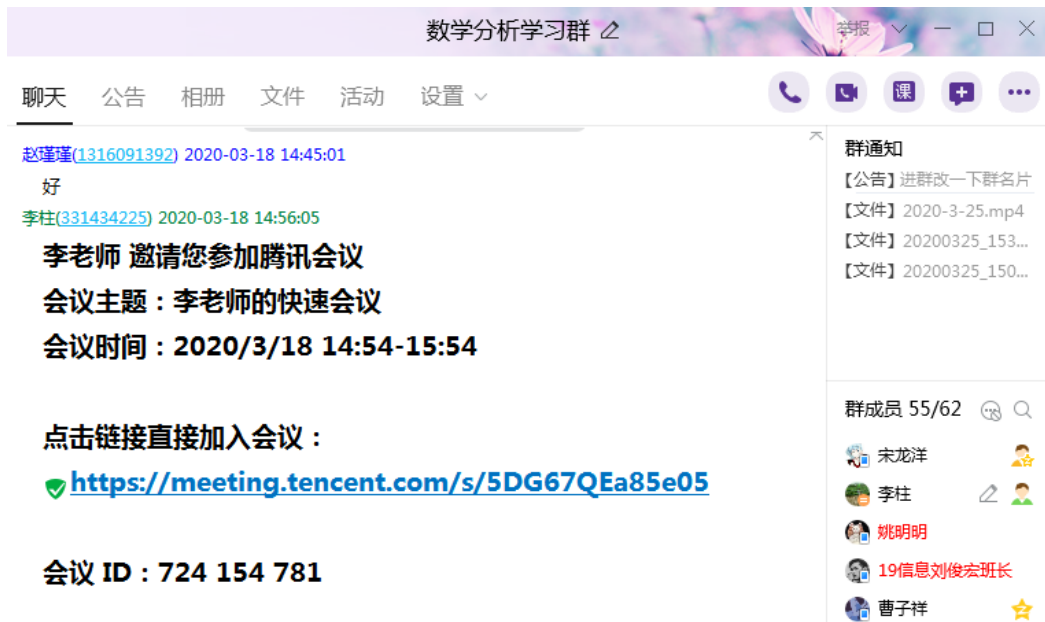 数学分析学习群
举报
聊天 公告 相册 文件 活动 设置
课
赵瑾瑾(1316091392) 2020-03-18 14:45:01
好
李柱(331434225) 2020-03-18 14:56:05
李老师 邀请您参加腾讯会议
会议主题：李老师的快速会议
会议时间：2020/3/18 14:54-15:54
点击链接直接加入会议：
https://meeting.tencent.com/s/5DG67QEa85e05
会议 ID：724 154 781
群通知
【公告】进群改一下群名片
【文件】2020-3-25.mp4
【文件】20200325_153...
【文件】20200325_150...
群成员 55/62
宋龙洋
李柱
姚明明
19信息刘俊宏班长
曹子祥